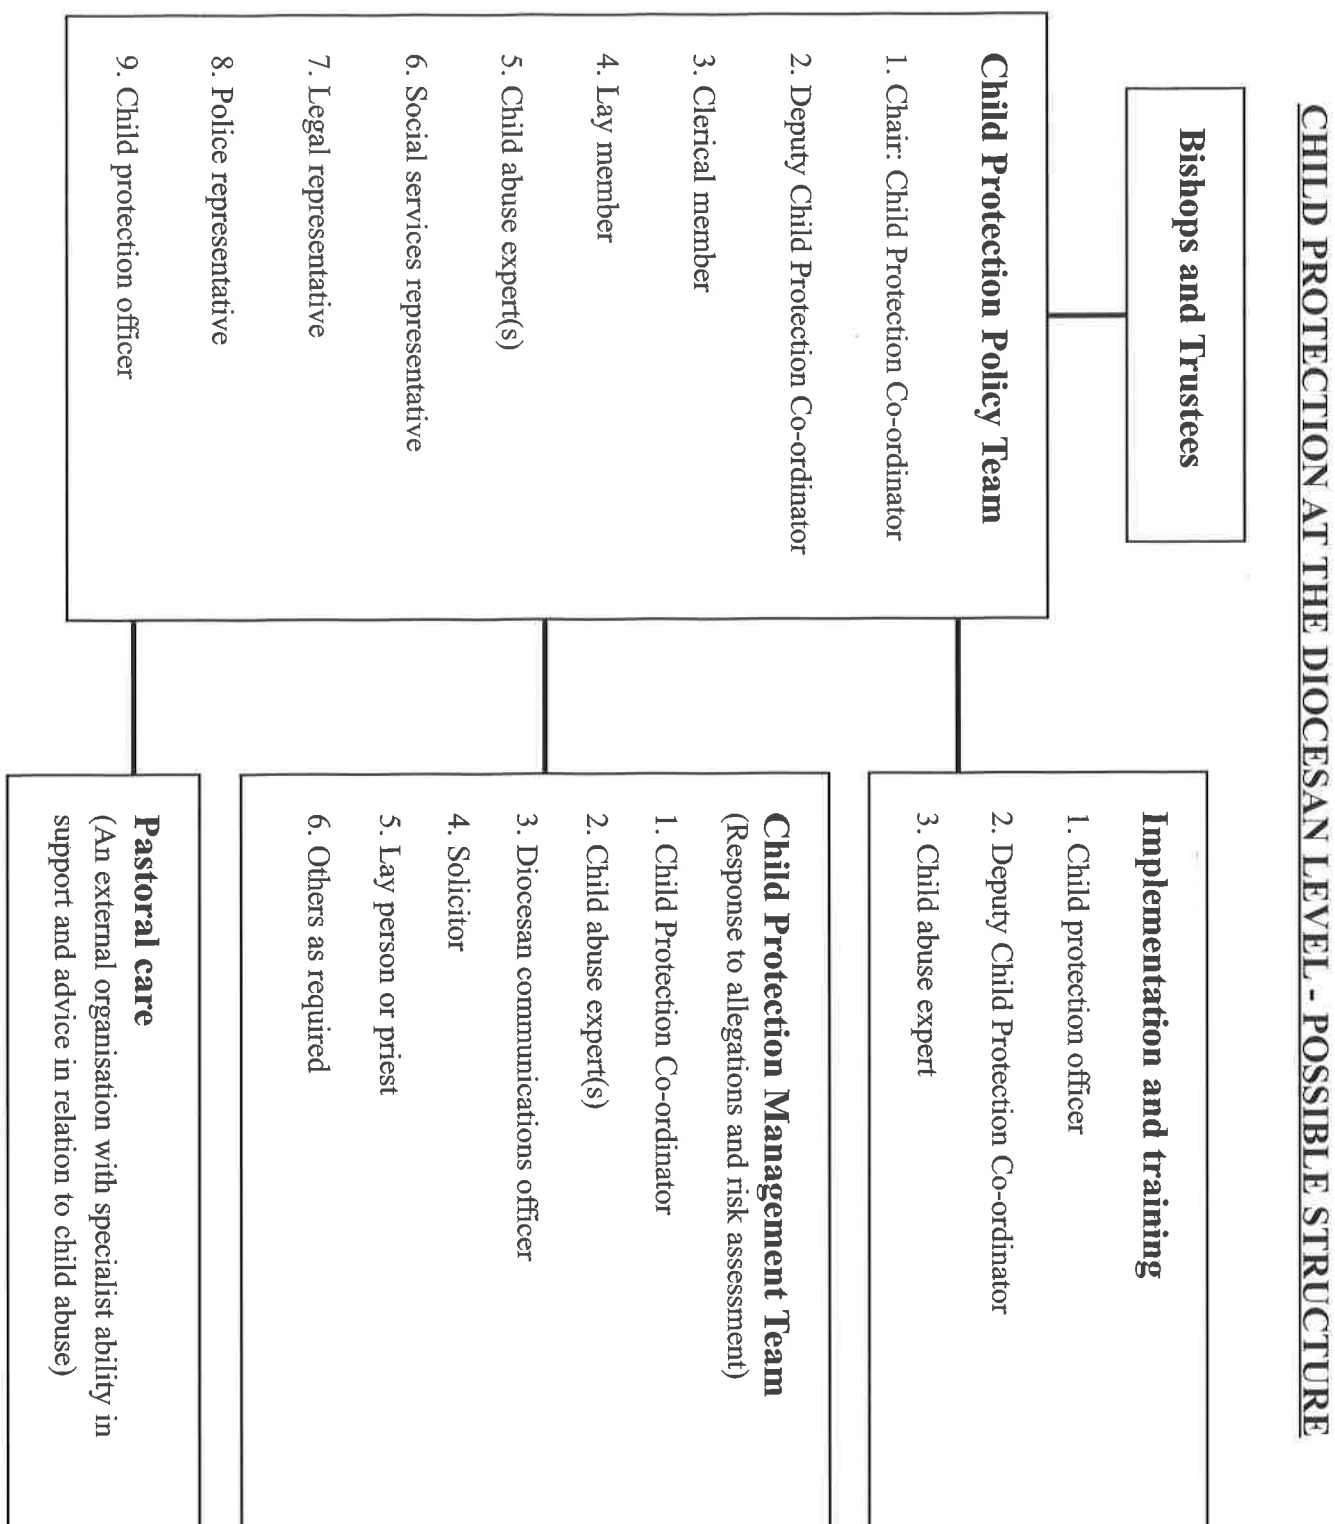 CHILD PROTECTION AT THE DIOCESAN LEVEL - POSSIBLE STRUCTURE
Bishops and Trustees
Child Protection Policy Team
1. Chair: Child Protection Co-ordinator
2. Deputy Child Protection Co-ordinator
3. Clerical member
4. Lay member
5. Child abuse expert(s)
6. Social services representative
7. Legal representative
8. Police representative
9. Child protection officer
Implementation and training
1. Child protection officer
2. Deputy Child Protection Co-ordinator
3. Child abuse expert
Child Protection Management Team
(Response to allegations and risk assessment)
1. Child Protection Co-ordinator
2. Child abuse expert(s)
3. Diocesan communications officer
4. Solicitor
5. Lay person or priest
6. Others as required
Pastoral care
(An external organisation with specialist ability in
support and advice in relation to child abuse)